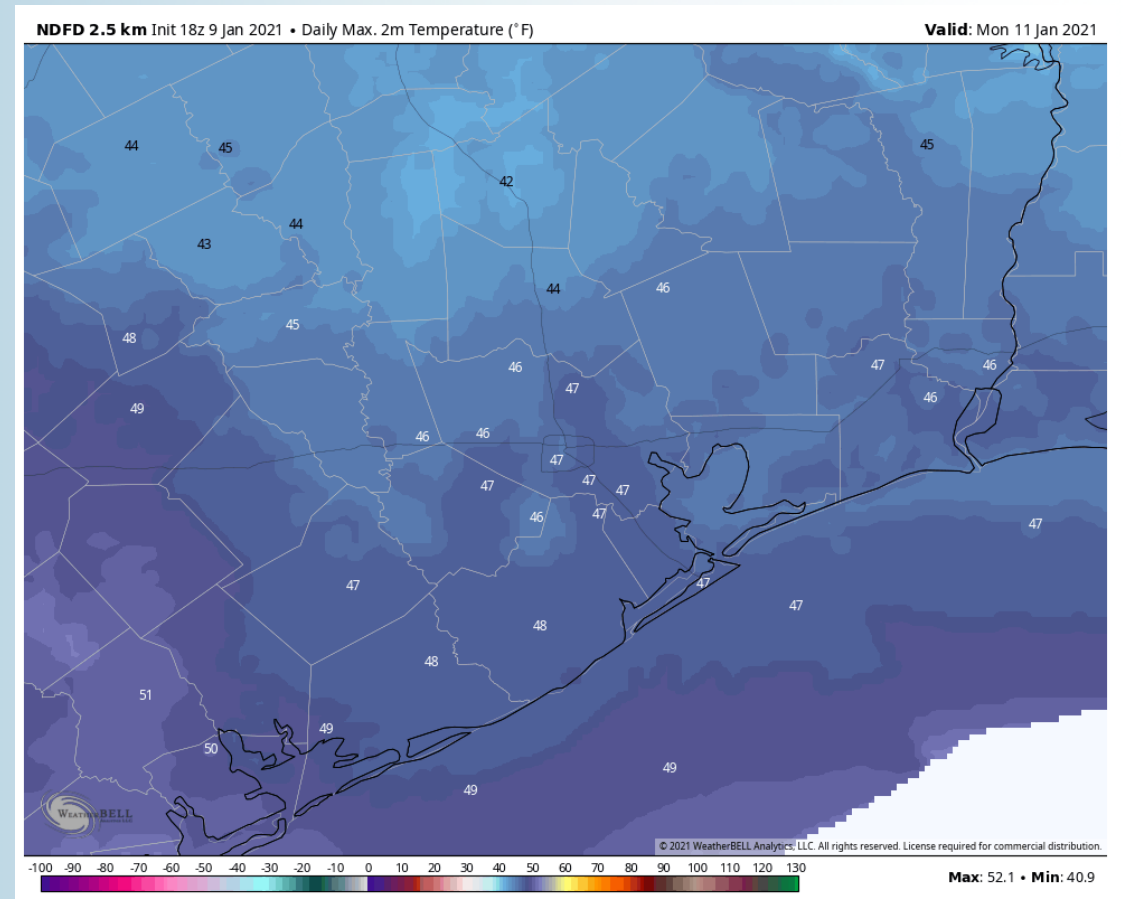 NDFD 2.5 km Init 18z 9 Jan 2021 • Daily Max. 2m Temperature (°F) Valid: Mon 11 Jan 2021
44 45 45
42
44
43
44 46
45
48
46 47 46
47
49 46
46 46
47
47 47 47
46 47
47
47 47
47
48
48
51
49
50
49
49
WEATHERBELL
© 2021 WeatherBELL Analytics, LLC. All rights reserved. License required for commercial distribution.
-100 -90 -80 -70 -60 -50 -40 -30 -20 -10 0 10 20 30 40 50 60 70 80 90 100 110 120 130
Max: 52.1 • Min: 40.9